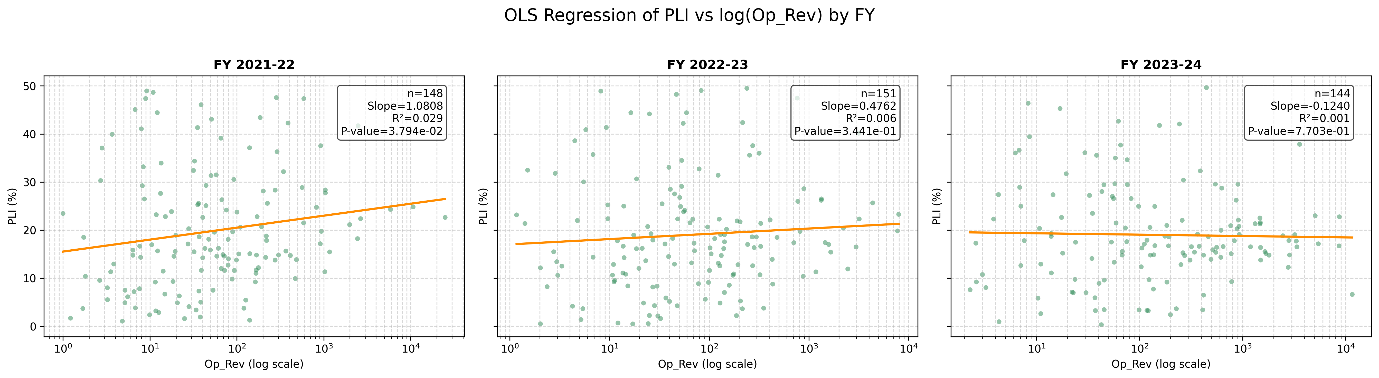 OLS Regression of PLI vs log(Op_Rev) by FY
FY 2021-22
n=148
Slope=1.0808
R²=0.029
P-value=3.794e-02
PLI (%)
50
40
30
20
10
0
10⁰ 10¹ 10² 10³ 10⁴
Op_Rev (log scale)
FY 2022-23
n=151
Slope=0.4762
R²=0.006
P-value=3.441e-01
PLI (%)
10⁰ 10¹ 10² 10³ 10⁴
Op_Rev (log scale)
FY 2023-24
n=144
Slope=-0.1240
R²=0.001
P-value=7.703e-01
PLI (%)
10¹ 10² 10³ 10⁴
Op_Rev (log scale)